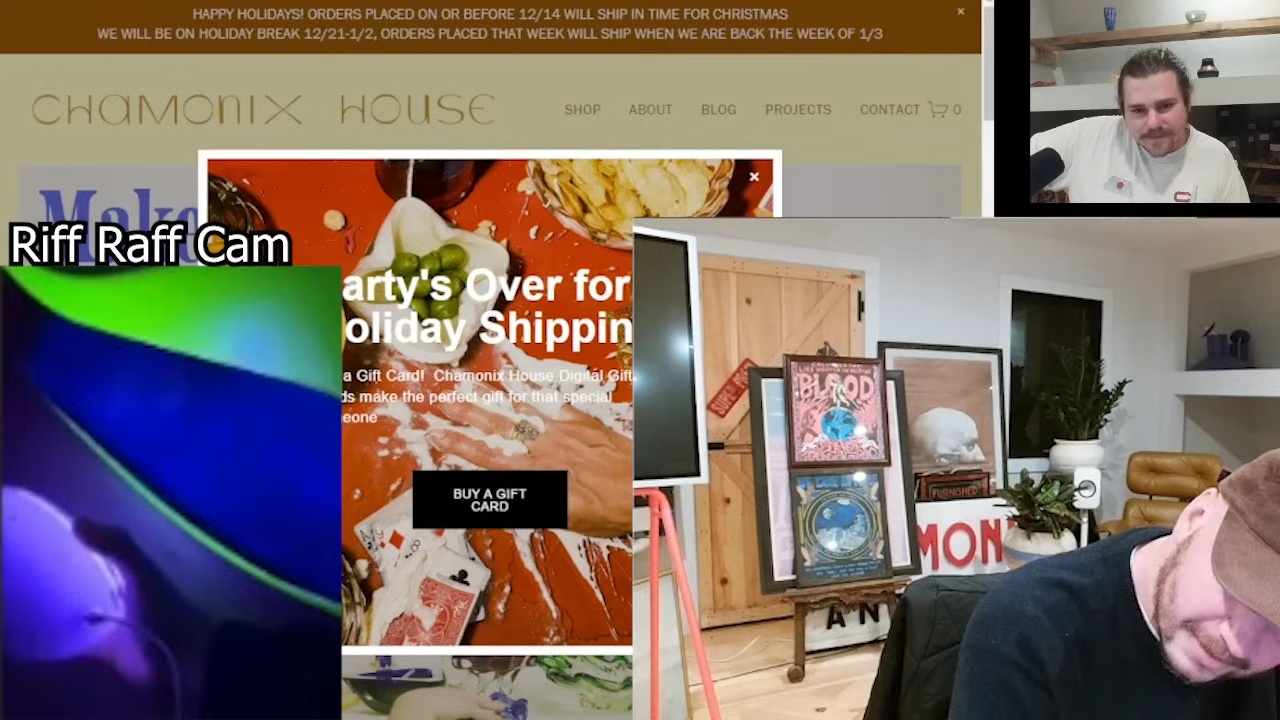 HAPPY HOLIDAYS! ORDERS PLACED ON OR BEFORE 12/14 WILL SHIP IN TIME FOR CHRISTMAS
WE WILL BE ON HOLIDAY BREAK 12/21-1/2, ORDERS PLACED THAT WEEK WILL SHIP WHEN WE ARE BACK THE WEEK OF 1/3
CHAMONIX HOUSE
SHOP ABOUT BLOG PROJECTS CONTACT 0
Make
Riff Raff Cam
arty's Over for
oliday Shippin
a Gift Card! Chamonix House Digital Gift
ds make the perfect gift for that special
eone
BUY A GIFT
CARD
BLOOD
FURNISHED
MON
AN